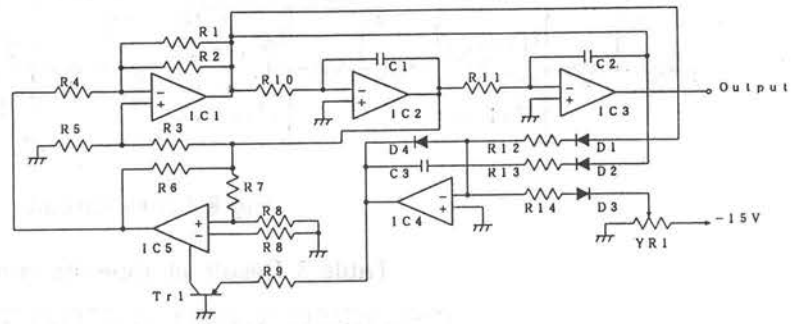 R1
R2
C1
C2
R4
R10
R11
Output
IC1
IC2
IC3
R5
R3
D4
R12
D1
C3
R13
D2
R6
R7
IC4
R14
D3
-15V
R8
R8
IC5
YR1
R9
Tr1